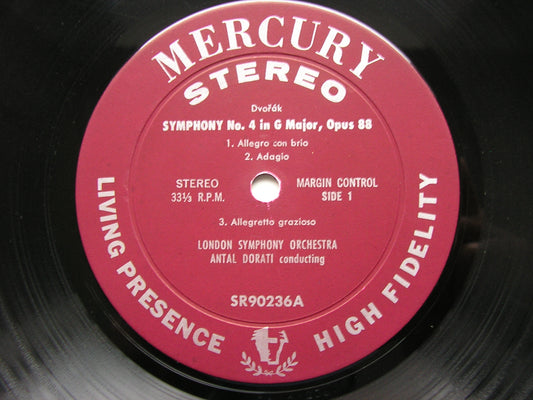 MERCURY
STEREO
Dvořák
SYMPHONY No. 4 in G Major, Opus 88
1. Allegro con brio
2. Adagio
STEREO
33⅓ R.P.M.
MARGIN CONTROL
SIDE 1
3. Allegretto grazioso
LONDON SYMPHONY ORCHESTRA
ANTAL DORATI conducting
SR90236A
LIVING PRESENCE
HIGH FIDELITY